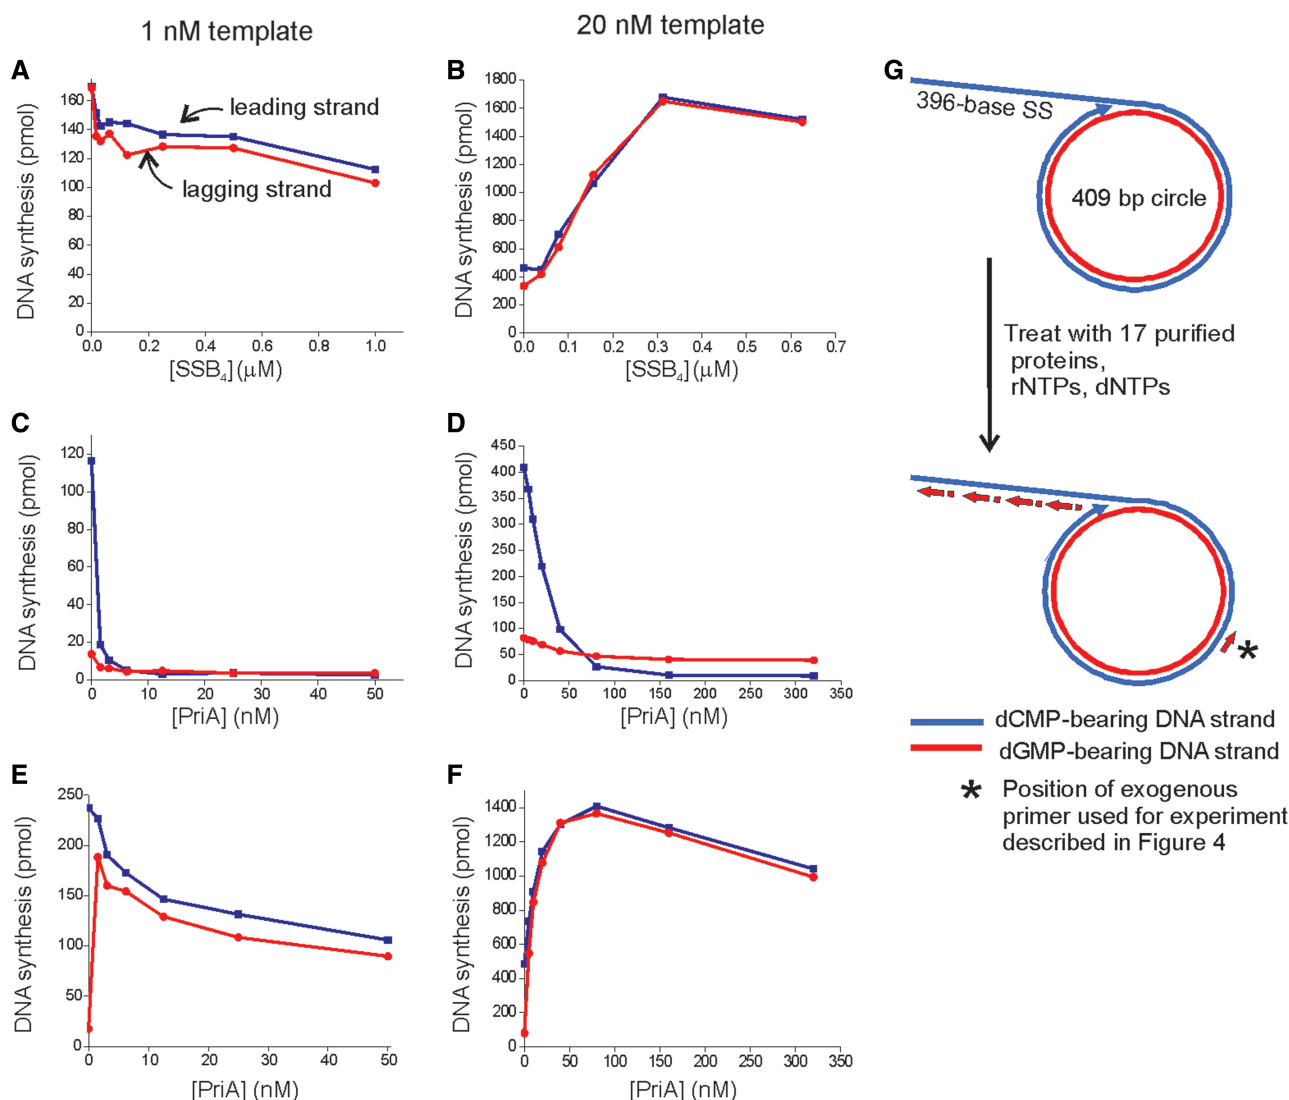 1 nM template
20 nM template
A
DNA synthesis (pmol)
160
140
120
100
80
60
40
20
0
leading strand
lagging strand
0.0 0.2 0.4 0.6 0.8 1.0
[SSB4] (μM)
B
DNA synthesis (pmol)
1800
1600
1400
1200
1000
800
600
400
200
0
0.0 0.1 0.2 0.3 0.4 0.5 0.6 0.7
[SSB4] (μM)
C
DNA synthesis (pmol)
120
100
80
60
40
20
0
0 10 20 30 40 50
[PriA] (nM)
D
DNA synthesis (pmol)
450
400
350
300
250
200
150
100
50
0
0 50 100 150 200 250 300 350
[PriA] (nM)
E
DNA synthesis (pmol)
250
200
150
100
50
0
0 10 20 30 40 50
[PriA] (nM)
F
DNA synthesis (pmol)
1400
1200
1000
800
600
400
200
0
0 50 100 150 200 250 300 350
[PriA] (nM)
G
396-base SS
409 bp circle
Treat with 17 purified
proteins,
rNTPs, dNTPs
*
dCMP-bearing DNA strand
dGMP-bearing DNA strand
* Position of exogenous
primer used for experiment
described in Figure 4